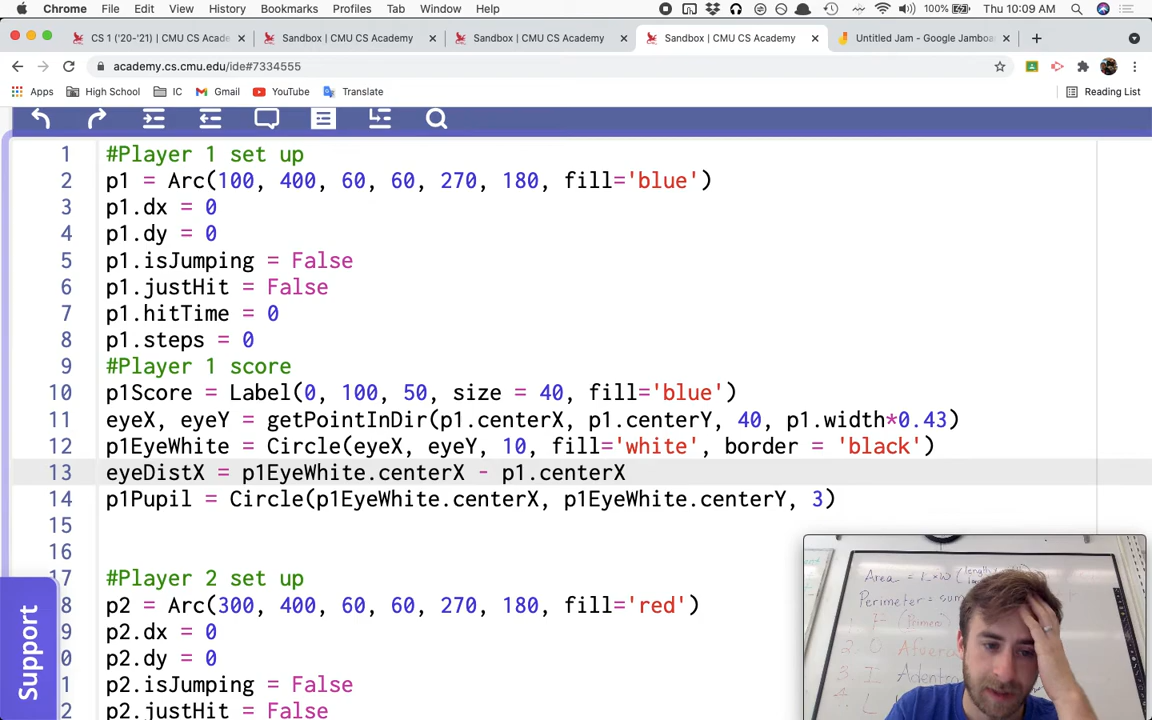 Chrome File Edit View History Bookmarks Profiles Tab Window Help 100% Thu 10:09 AM
CS 1 ('20-'21) | CMU CS Acade Sandbox | CMU CS Academy Sandbox | CMU CS Academy Sandbox | CMU CS Academy Untitled Jam - Google Jamboa
academy.cs.cmu.edu/ide#7334555
Apps High School IC Gmail YouTube Translate Reading List
1 #Player 1 set up
2 p1 = Arc(100, 400, 60, 60, 270, 180, fill='blue')
3 p1.dx = 0
4 p1.dy = 0
5 p1.isJumping = False
6 p1.justHit = False
7 p1.hitTime = 0
8 p1.steps = 0
9 #Player 1 score
10 p1Score = Label(0, 100, 50, size = 40, fill='blue')
11 eyeX, eyeY = getPointInDir(p1.centerX, p1.centerY, 40, p1.width*0.43)
12 p1EyeWhite = Circle(eyeX, eyeY, 10, fill='white', border = 'black')
13 eyeDistX = p1EyeWhite.centerX - p1.centerX
14 p1Pupil = Circle(p1EyeWhite.centerX, p1EyeWhite.centerY, 3)
15
16
17 #Player 2 set up
8 p2 = Arc(300, 400, 60, 60, 270, 180, fill='red')
9 p2.dx = 0
0 p2.dy = 0
1 p2.isJumping = False
2 p2.justHit = False
Support
Area = L×W (length
Perimeter = sum
1. F (Primero
2. O Afuera
3. I Adentro
4. L